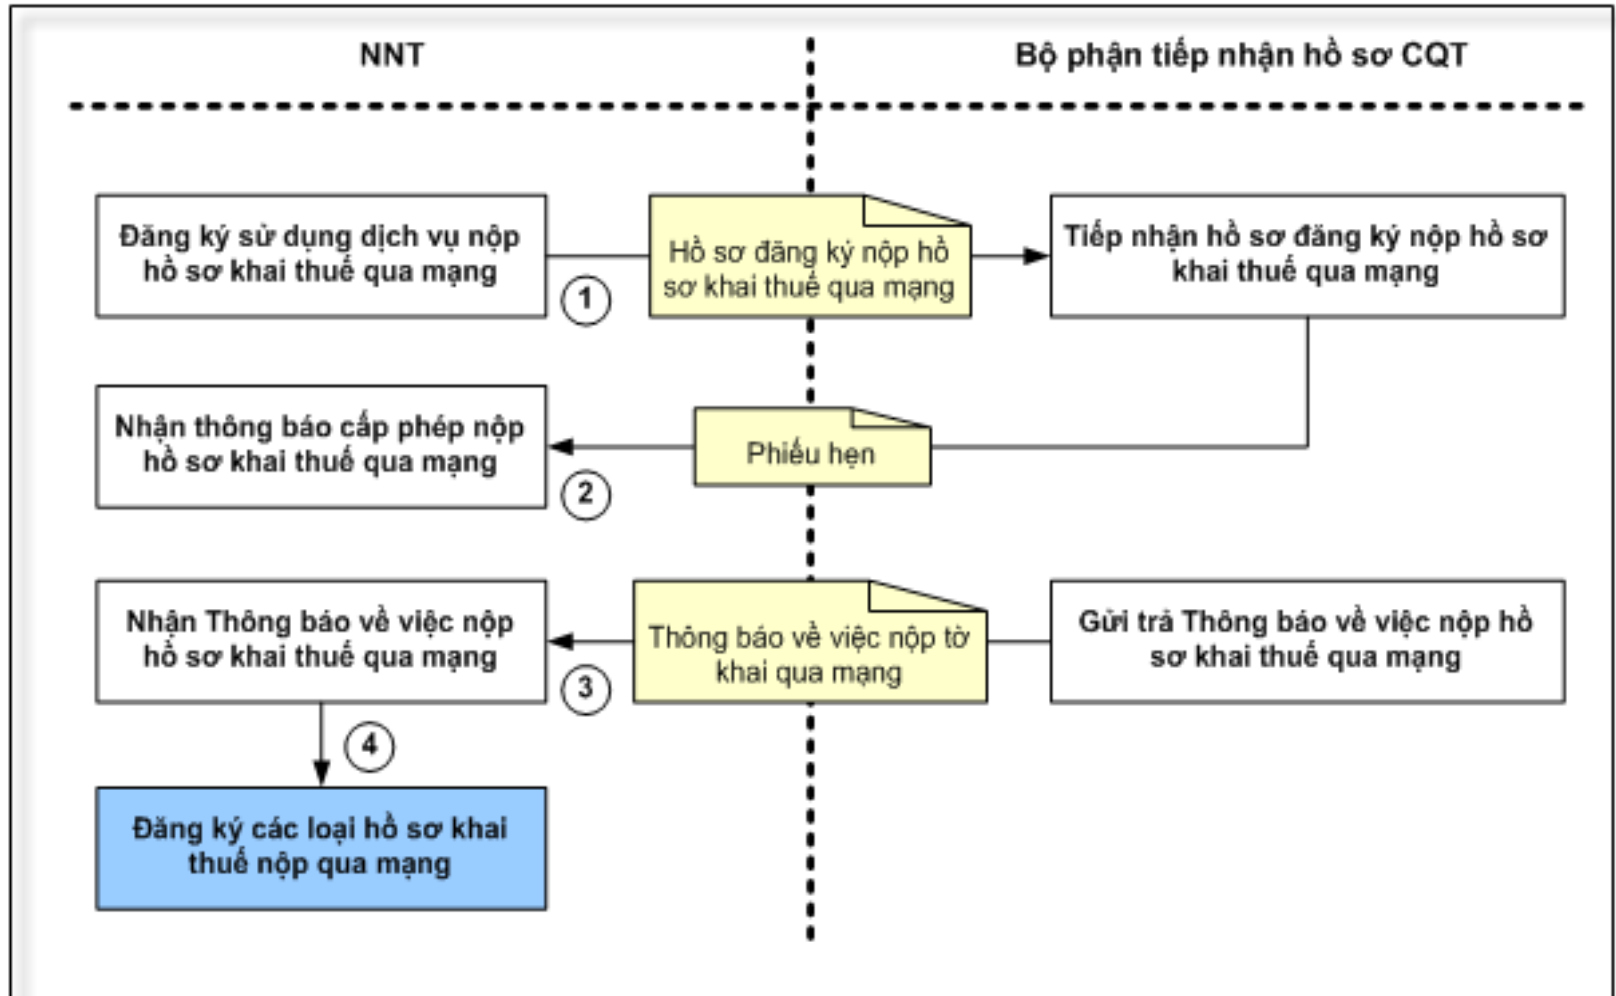 NNT
Bộ phận tiếp nhận hồ sơ CQT
Đăng ký sử dụng dịch vụ nộp
hồ sơ khai thuế qua mạng
1
Hồ sơ đăng ký nộp hồ
sơ khai thuế qua mạng
Tiếp nhận hồ sơ đăng ký nộp hồ sơ
khai thuế qua mạng
Nhận thông báo cấp phép nộp
hồ sơ khai thuế qua mạng
2
Phiếu hẹn
Nhận Thông báo về việc nộp
hồ sơ khai thuế qua mạng
3
Thông báo về việc nộp tờ
khai qua mạng
Gửi trả Thông báo về việc nộp hồ
sơ khai thuế qua mạng
4
Đăng ký các loại hồ sơ khai
thuế nộp qua mạng